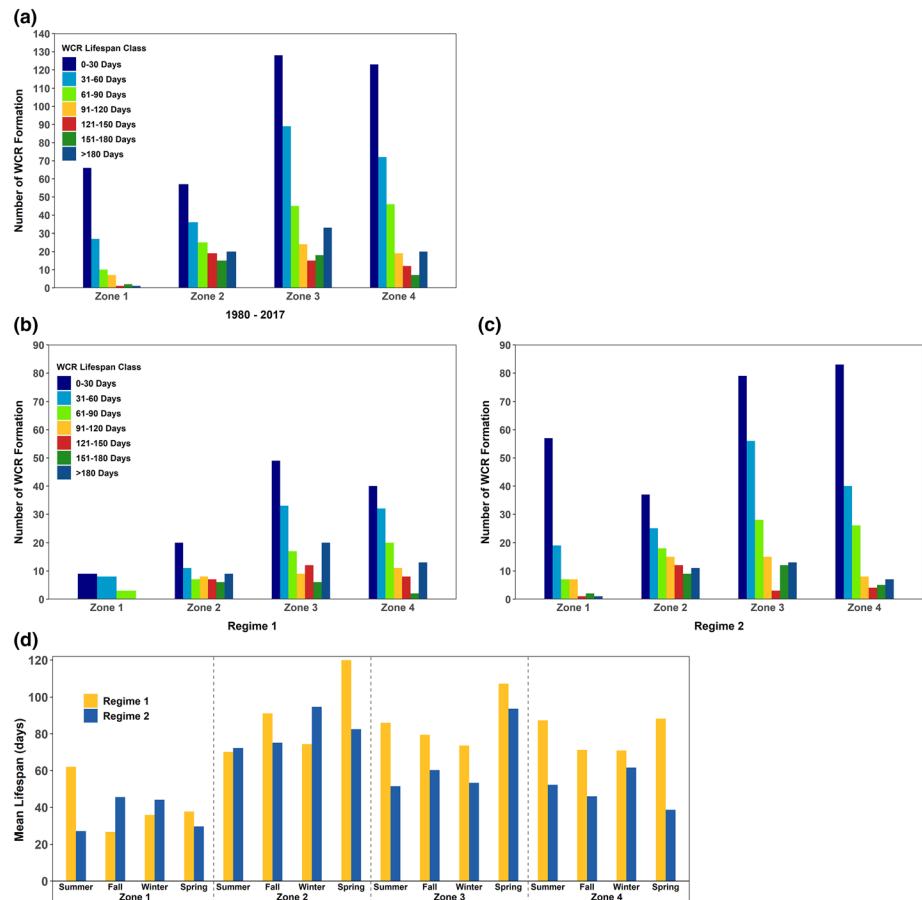 (a)
WCR Lifespan Class
0-30 Days
31-60 Days
61-90 Days
91-120 Days
121-150 Days
151-180 Days
>180 Days
Number of WCR Formation
140
130
120
110
100
90
80
70
60
50
40
30
20
10
0
Zone 1 Zone 2 Zone 3 Zone 4
1980 - 2017
(b)
WCR Lifespan Class
0-30 Days
31-60 Days
61-90 Days
91-120 Days
121-150 Days
151-180 Days
>180 Days
Number of WCR Formation
90
80
70
60
50
40
30
20
10
0
Zone 1 Zone 2 Zone 3 Zone 4
Regime 1
(c)
Number of WCR Formation
90
80
70
60
50
40
30
20
10
0
Zone 1 Zone 2 Zone 3 Zone 4
Regime 2
(d)
Regime 1
Regime 2
Mean Lifespan (days)
120
100
80
60
40
20
0
Summer Fall Winter Spring Summer Fall Winter Spring Summer Fall Winter Spring Summer Fall Winter Spring
Zone 1 Zone 2 Zone 3 Zone 4